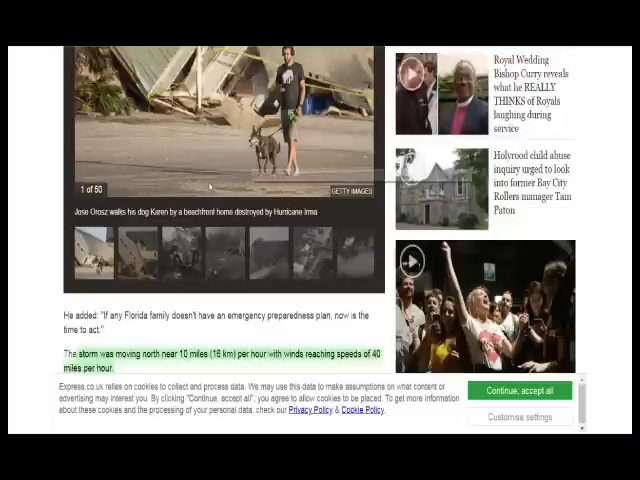 Royal Wedding
Bishop Curry reveals
what he REALLY
THINKS of Royals
laughing during
service
Holyrood child abuse
inquiry urged to look
into former Bay City
Rollers manager Tam
Paton
1 of 50
GETTY IMAGES
Jose Orosz walks his dog Karen by a beachfront home destroyed by Hurricane Irma
He added: "If any Florida family doesn't have an emergency preparedness plan, now is the
time to act."
The storm was moving north near 10 miles (16 km) per hour with winds reaching speeds of 40
miles per hour.
Express.co.uk relies on cookies to collect and process data. We may use this data to make assumptions on what content or
advertising may interest you. By clicking "Continue, accept all", you agree to allow cookies to be placed. To get more information
about these cookies and the processing of your personal data, check our Privacy Policy & Cookie Policy.
Continue, accept all
Customise settings